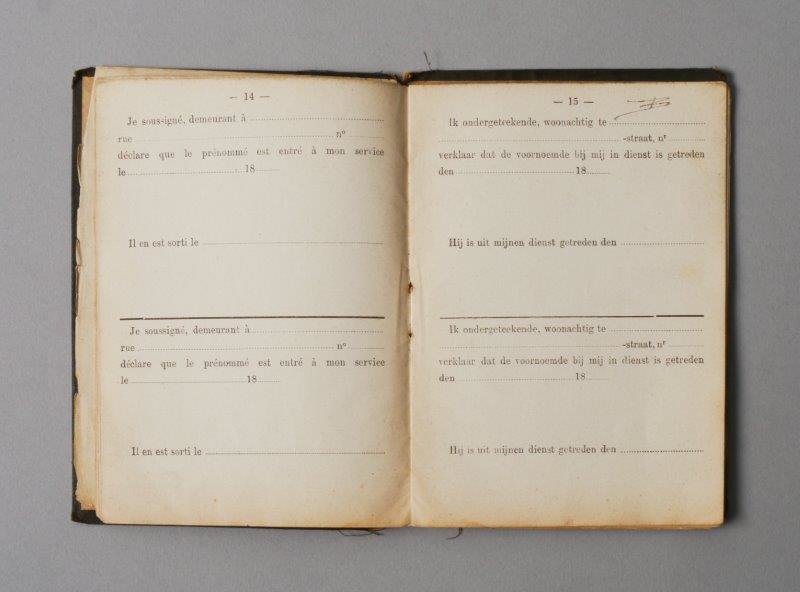 — 14 —
Je soussigné, demeurant à
rue nº
déclare que le prénommé est entré à mon service
le 18
Il en est sorti le
Je soussigné, demeurant à
rue nº
déclare que le prénommé est entré à mon service
le 18
Il en est sorti le
— 15 —
Ik ondergeteekende, woonachtig te
-straat, nʳ
verklaar dat de voornoemde bij mij in dienst is getreden
den 18
Hij is uit mijnen dienst getreden den
Ik ondergeteekende, woonachtig te
-straat, nʳ
verklaar dat de voornoemde bij mij in dienst is getreden
den 18
Hij is uit mijnen dienst getreden den